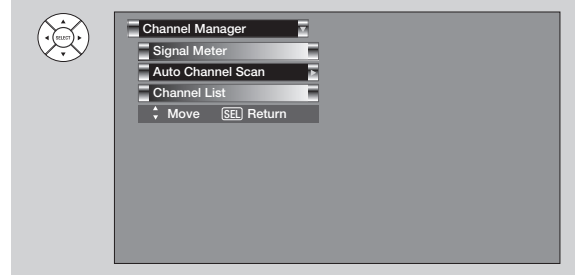 SELECT
Channel Manager
Signal Meter
Auto Channel Scan
Channel List
Move SEL Return